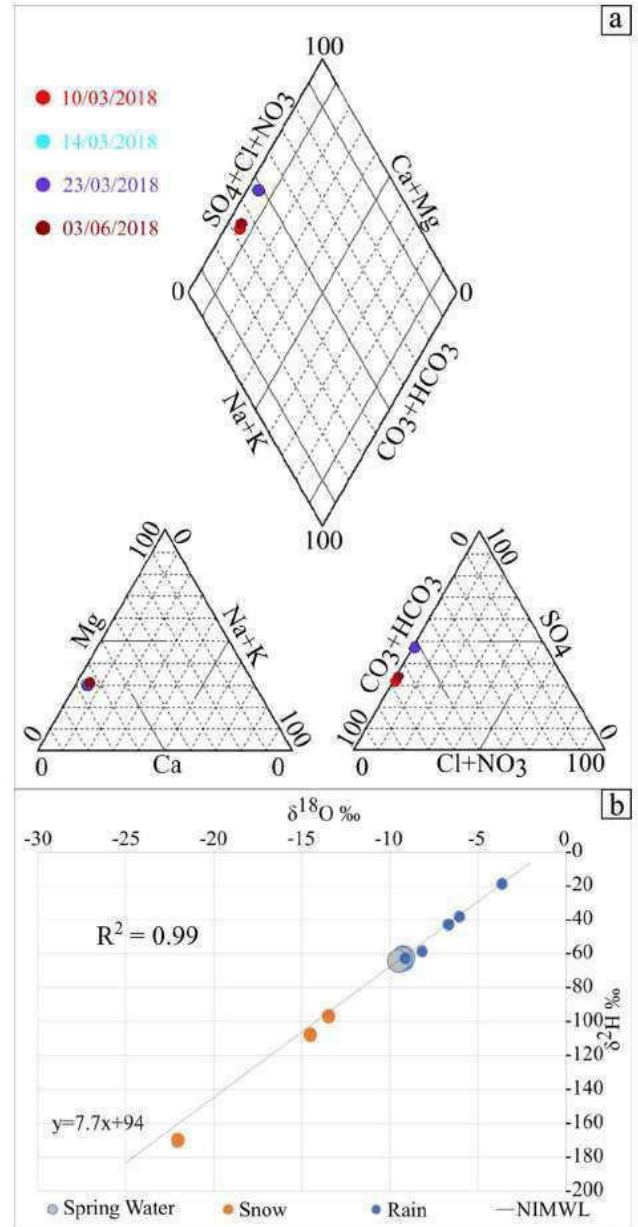 a
100
10/03/2018
14/03/2018
23/03/2018
03/06/2018
SO4+Cl+NO3
Ca+Mg
0
0
Na+K
CO3+HCO3
100
100
0
Mg
Na+K
0
100
0
Ca
0
0
100
CO3+HCO3
SO4
100
0
0
Cl+NO3
100
b
δ18O ‰
-30 -25 -20 -15 -10 -5 0
-0
-20
-40
-60
-80
-100
-120
-140
-160
-180
-200
δ2H ‰
R2 = 0.99
y=7.7x+94
Spring Water Snow Rain NIMWL